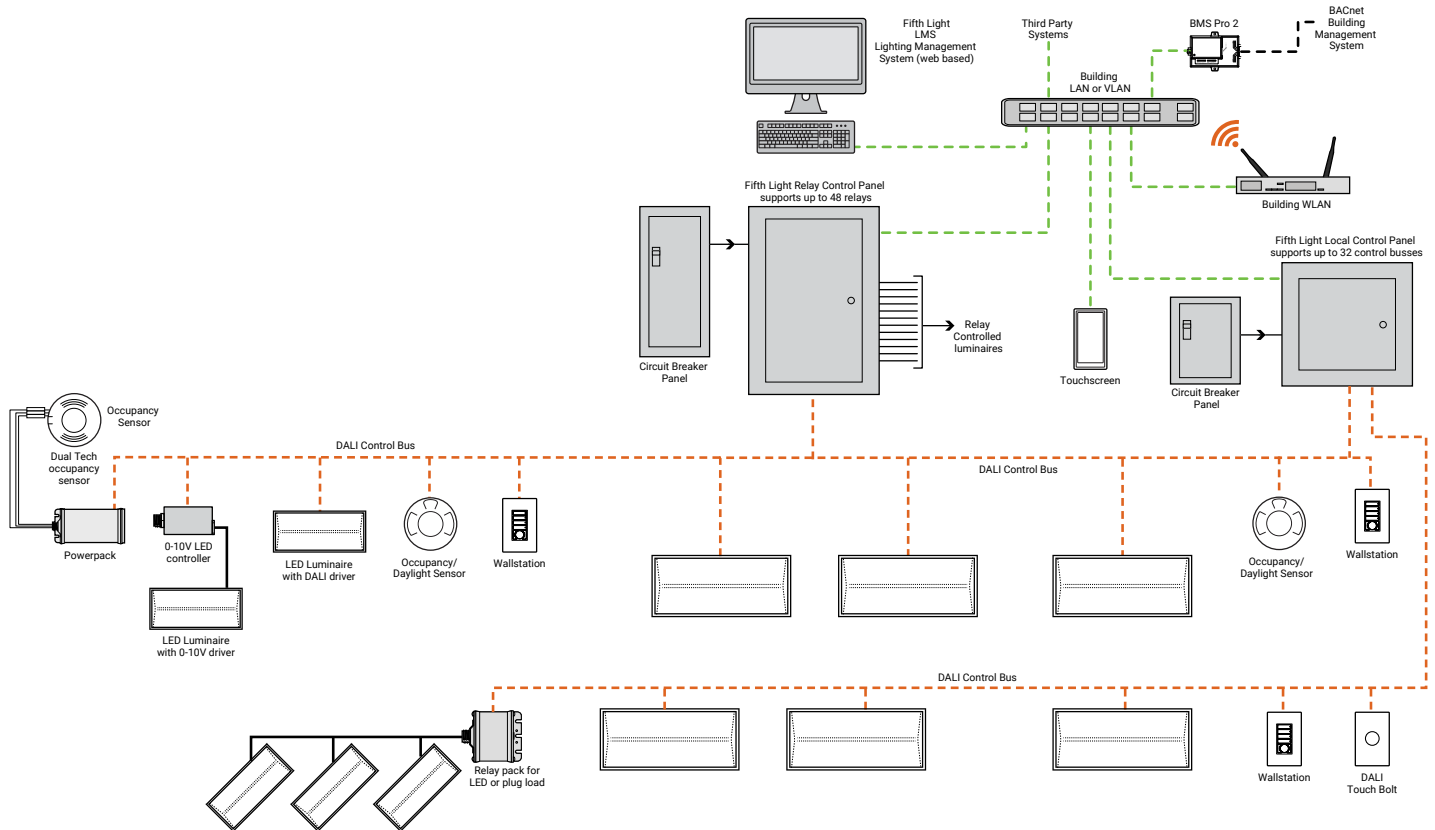 Fifth Light
LMS
Lighting Management
System (web based)
Third Party
Systems
BMS Pro 2
BACnet
Building
Management
System
Building
LAN or VLAN
Building WLAN
Fifth Light Relay Control Panel
supports up to 48 relays
Circuit Breaker
Panel
Relay
Controlled
luminaires
Touchscreen
Fifth Light Local Control Panel
supports up to 32 control busses
Circuit Breaker
Panel
Occupancy
Sensor
Dual Tech
occupancy
sensor
DALI Control Bus
DALI Control Bus
Powerpack
0-10V LED
controller
LED Luminaire
with DALI driver
Occupancy/
Daylight Sensor
Wallstation
Occupancy/
Daylight Sensor
Wallstation
LED Luminaire
with 0-10V driver
DALI Control Bus
Relay pack for
LED or plug load
Wallstation
DALI
Touch Bolt